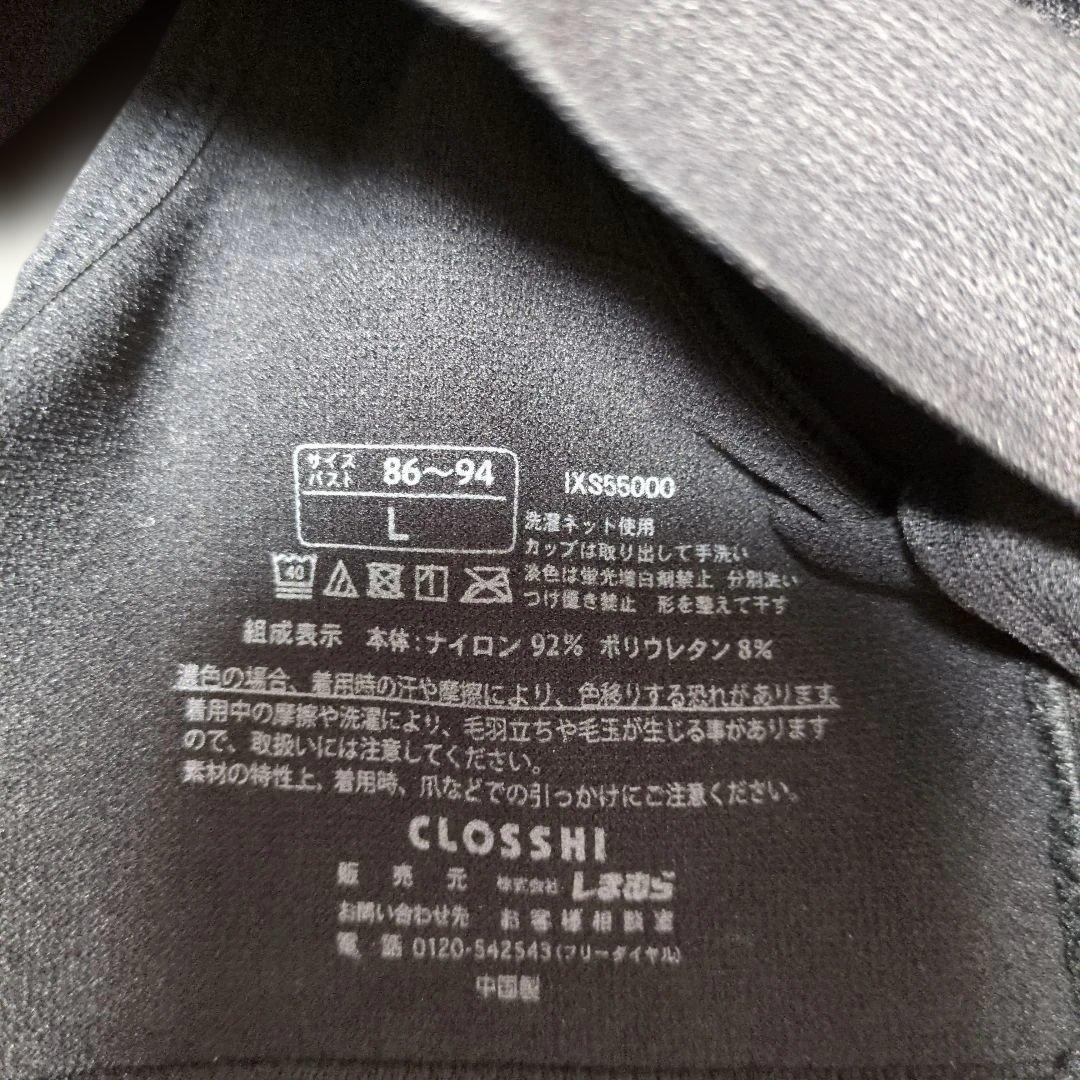 サイズ
バスト 86〜94
L
IXS55000
洗濯ネット使用
カップは取り出して手洗い
淡色は蛍光増白剤禁止 分別洗い
つけ置き禁止 形を整えて干す
40
組成表示 本体:ナイロン 92% ポリウレタン 8%
濃色の場合、着用時の汗や摩擦により、色移りする恐れがあります
着用中の摩擦や洗濯により、毛羽立ちや毛玉が生じる事があります
ので、取扱いには注意してください。
素材の特性上、着用時、爪などでの引っかけにご注意ください。
CLOSSHI
販売元 株式会社 しまむら
お問い合わせ先 お客様相談室
電話 0120-542543(フリーダイヤル)
中国製